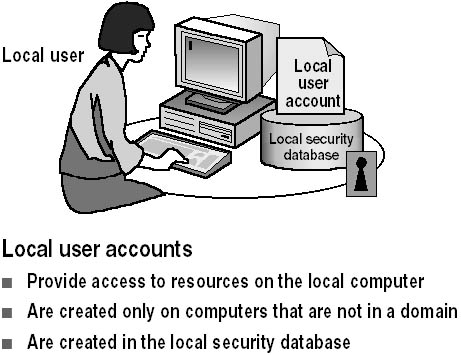 Local user
Local
user
account
Local security
database
Local user accounts
Provide access to resources on the local computer
Are created only on computers that are not in a domain
Are created in the local security database